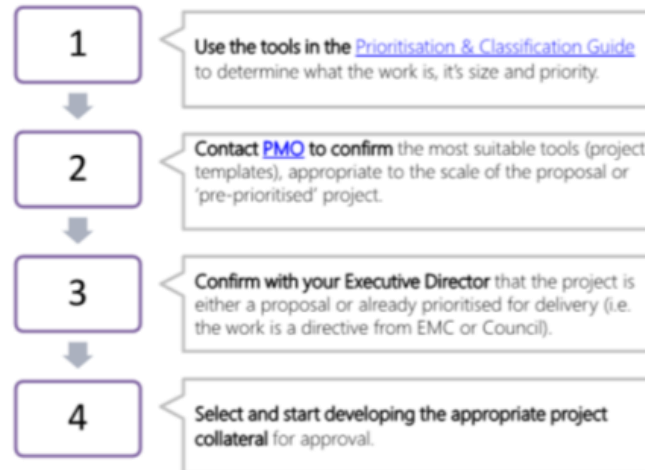 1
Use the tools in the Prioritisation & Classification Guide
to determine what the work is, it's size and priority.
2
Contact PMO to confirm the most suitable tools (project
templates), appropriate to the scale of the proposal or
'pre-prioritised' project.
3
Confirm with your Executive Director that the project is
either a proposal or already prioritised for delivery (i.e.
the work is a directive from EMC or Council).
4
Select and start developing the appropriate project
collateral for approval.